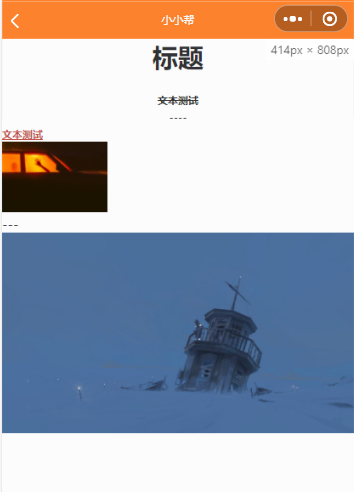 小小帮
414px × 808px
标题
文本测试
----
文本测试
---